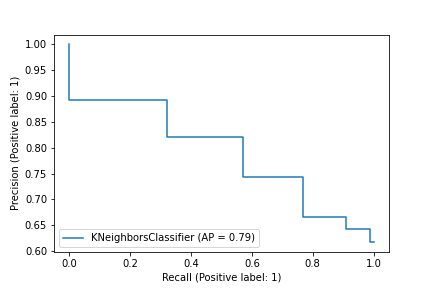 1.00
0.95
0.90
0.85
0.80
0.75
0.70
0.65
0.60
Precision (Positive label: 1)
KNeighborsClassifier (AP = 0.79)
0.0 0.2 0.4 0.6 0.8 1.0
Recall (Positive label: 1)